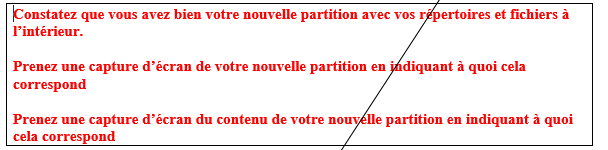 Constatez que vous avez bien votre nouvelle partition avec vos répertoires et fichiers à
l’intérieur.
Prenez une capture d’écran de votre nouvelle partition en indiquant à quoi cela
correspond
Prenez une capture d’écran du contenu de votre nouvelle partition en indiquant à quoi
cela correspond